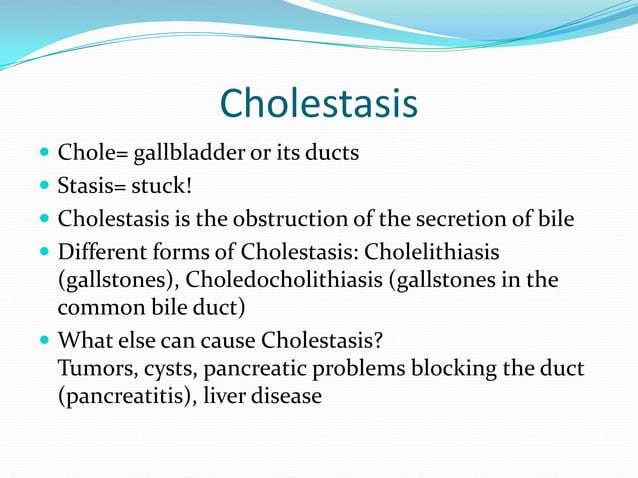 Cholestasis
Chole= gallbladder or its ducts
Stasis= stuck!
Cholestasis is the obstruction of the secretion of bile
Different forms of Cholestasis: Cholelithiasis
(gallstones), Choledocholithiasis (gallstones in the
common bile duct)
What else can cause Cholestasis?
Tumors, cysts, pancreatic problems blocking the duct
(pancreatitis), liver disease